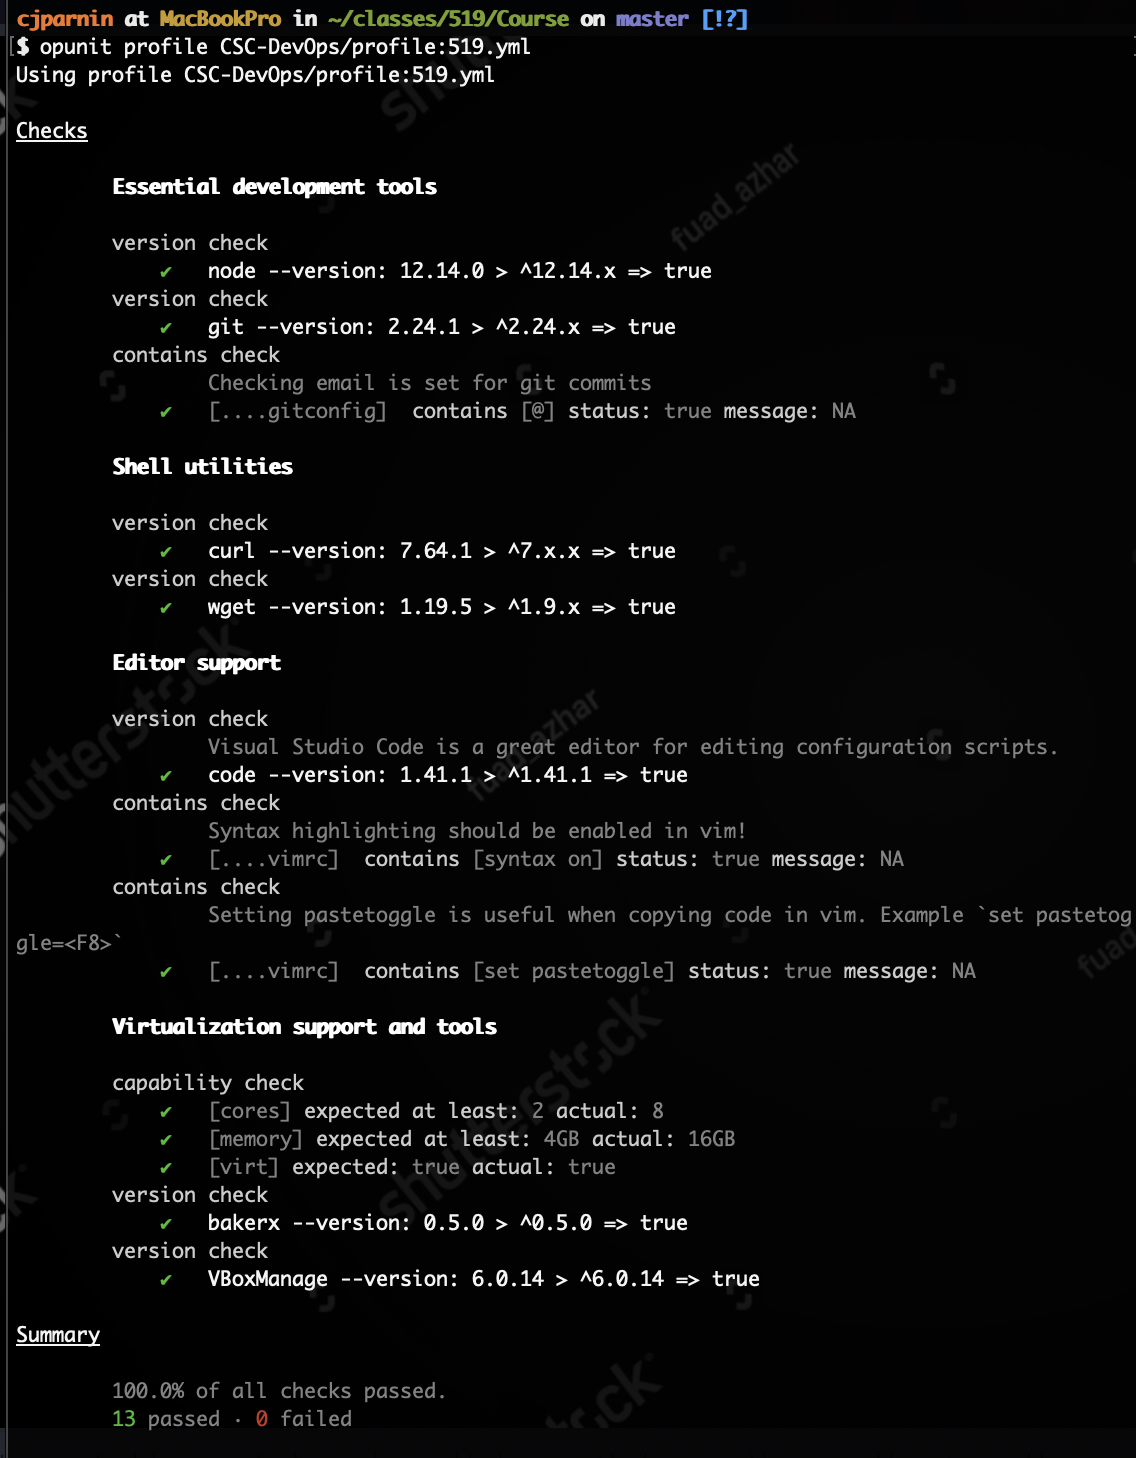 cjparnin at MacBookPro in ~/classes/519/Course on master [!?]
[$ opunit profile CSC-DevOps/profile:519.yml
Using profile CSC-DevOps/profile:519.yml
Checks
Essential development tools
version check
✔ node --version: 12.14.0 > ^12.14.x => true
version check
✔ git --version: 2.24.1 > ^2.24.x => true
contains check
Checking email is set for git commits
✔ [....gitconfig] contains [@] status: true message: NA
Shell utilities
version check
✔ curl --version: 7.64.1 > ^7.x.x => true
version check
✔ wget --version: 1.19.5 > ^1.9.x => true
Editor support
version check
Visual Studio Code is a great editor for editing configuration scripts.
✔ code --version: 1.41.1 > ^1.41.1 => true
contains check
Syntax highlighting should be enabled in vim!
✔ [....vimrc] contains [syntax on] status: true message: NA
contains check
Setting pastetoggle is useful when copying code in vim. Example `set pastetog
gle=<F8>`
✔ [....vimrc] contains [set pastetoggle] status: true message: NA
Virtualization support and tools
capability check
✔ [cores] expected at least: 2 actual: 8
✔ [memory] expected at least: 4GB actual: 16GB
✔ [virt] expected: true actual: true
version check
✔ bakerx --version: 0.5.0 > ^0.5.0 => true
version check
✔ VBoxManage --version: 6.0.14 > ^6.0.14 => true
Summary
100.0% of all checks passed.
13 passed · 0 failed
shutterstock
fuad_azhar
shutterstock
fuad_azhar
shutterstock